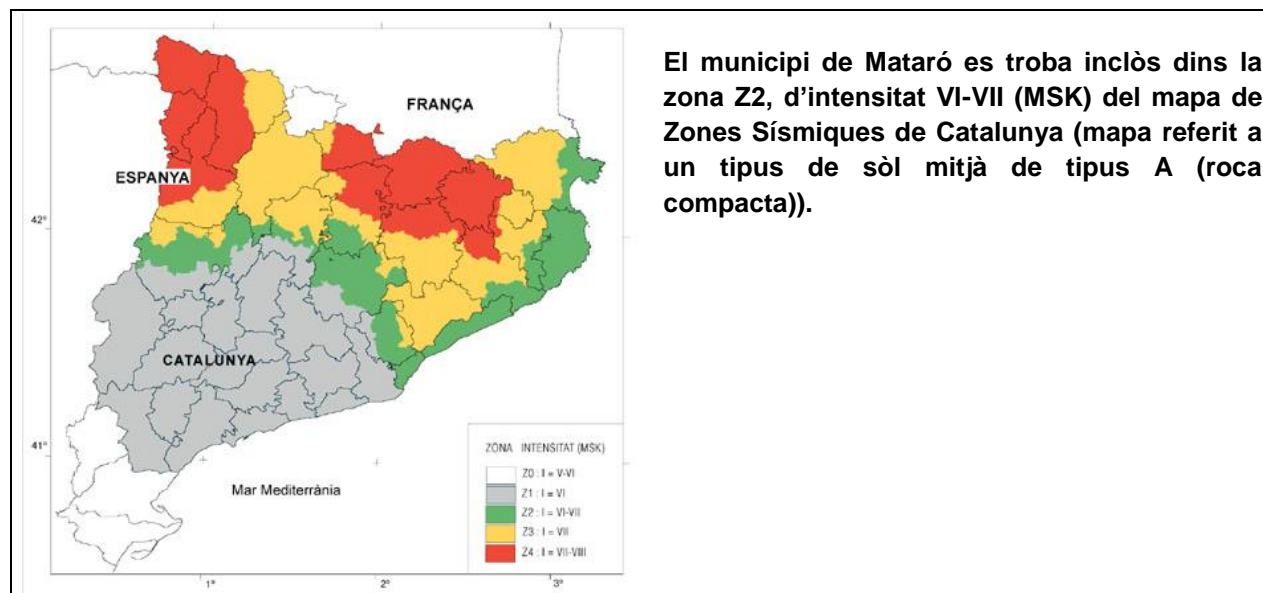 El municipi de Mataró es troba inclòs dins la
zona Z2, d’intensitat VI-VII (MSK) del mapa de
Zones Sísmiques de Catalunya (mapa referit a
un tipus de sòl mitjà de tipus A (roca
compacta)).
FRANÇA
ESPANYA
42°
CATALUNYA
41°
Mar Mediterrània
ZONA INTENSITAT (MSK)
Z0 : I = V-VI
Z1 : I = VI
Z2 : I = VI-VII
Z3 : I = VII
Z4 : I = VII-VIII
1° 2° 3°